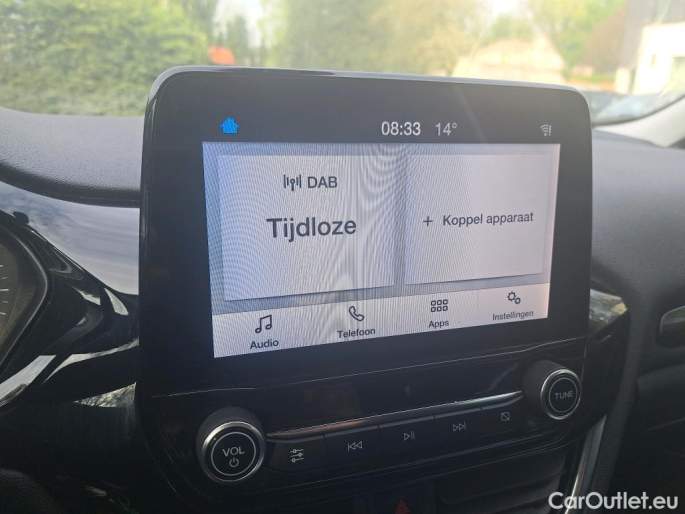 08:33 14°
DAB
Tijdloze
+ Koppel apparaat
Audio
Telefoon
Apps
Instellingen
VOL
TUNE
CarOutlet.eu